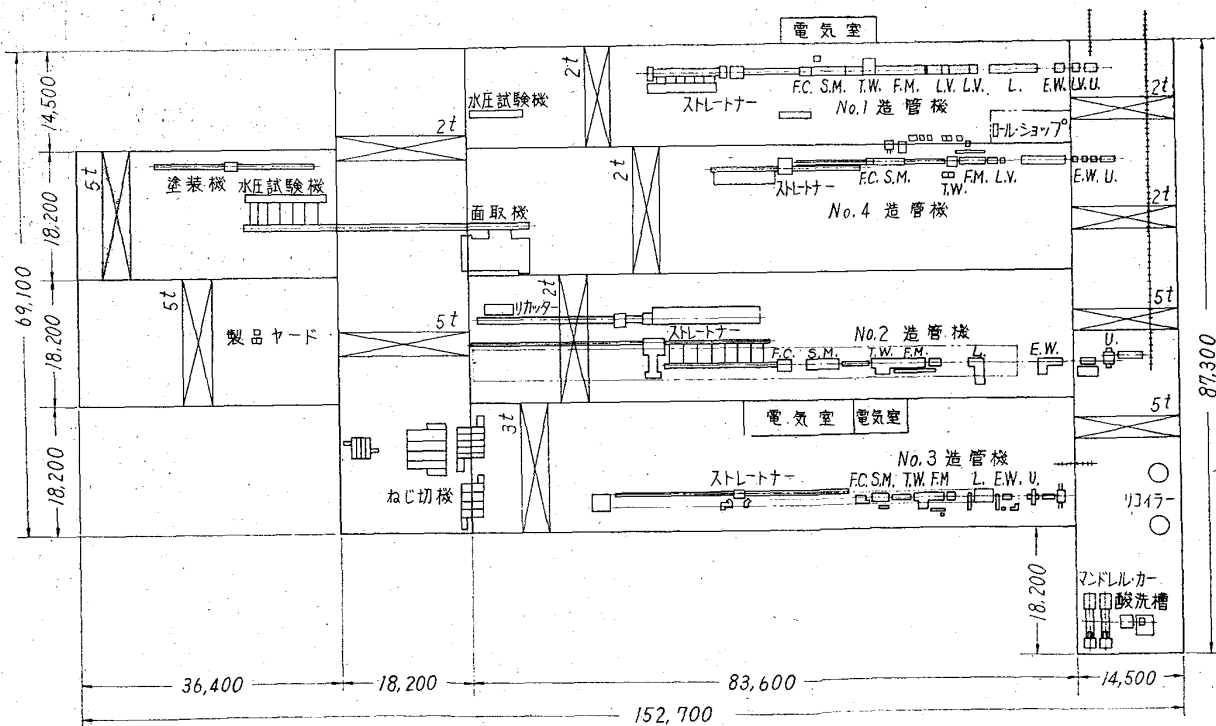 電気室
2t
ストレートナー
F.C. S.M. T.W. F.M. L.V. L.V. L. E.W. L.V. U.
No.1 造管機
水圧試験機
ロール・ショップ
2t
2t
14,500
5t
塗装機 水圧試験機
面取機
2t
ストレートナー
F.C. S.M. T.W. F.M. L.V. E.W. U.
No.4 造管機
2t
18,200
69,100
5t
製品ヤード
5t
リカッター
2t
ストレートナー
No.2 造管機
F.C. S.M. T.W. F.M. L. E.W. U.
5t
18,200
87,300
3t
電気室 電気室
5t
No.3 造管機
ストレートナー
F.C. S.M. T.W. F.M L. E.W. U.
ねじ切機
リコイラー
18,200
18,200
マンドレル・カー
酸洗槽
36,400 18,200 83,600 14,500
152,700